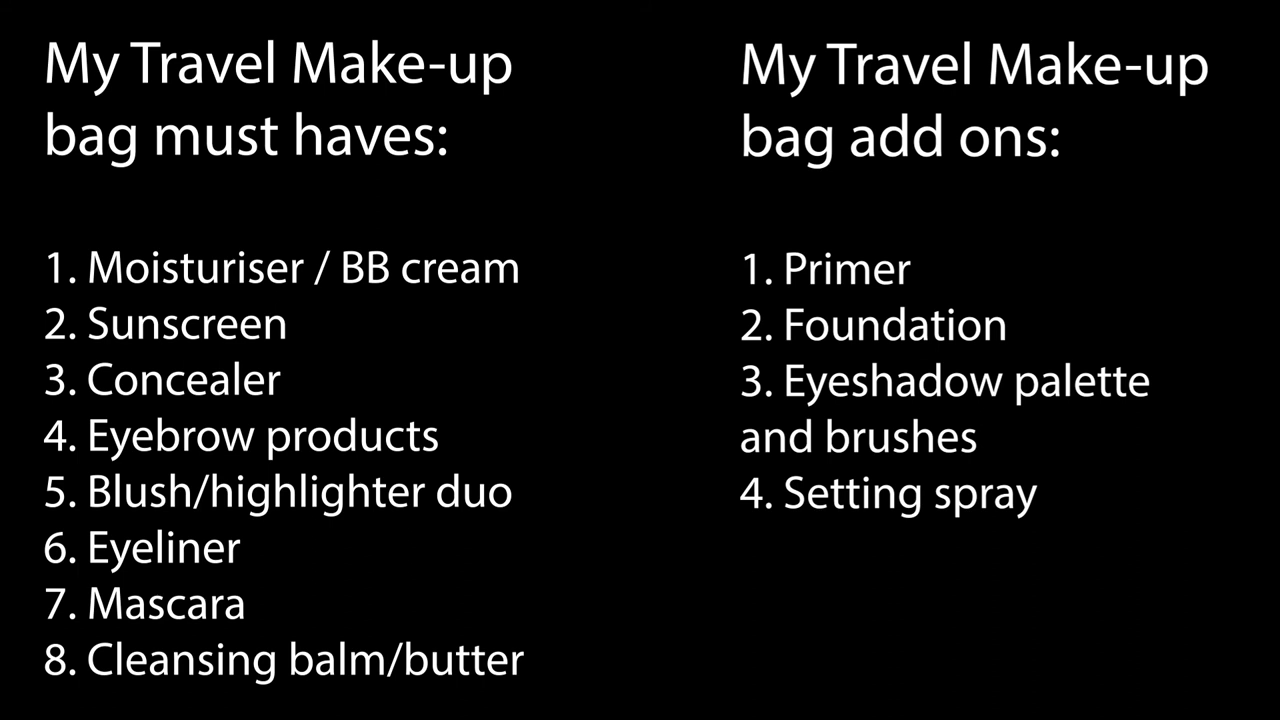 My Travel Make-up
bag must haves:
1. Moisturiser / BB cream
2. Sunscreen
3. Concealer
4. Eyebrow products
5. Blush/highlighter duo
6. Eyeliner
7. Mascara
8. Cleansing balm/butter
My Travel Make-up
bag add ons:
1. Primer
2. Foundation
3. Eyeshadow palette
and brushes
4. Setting spray